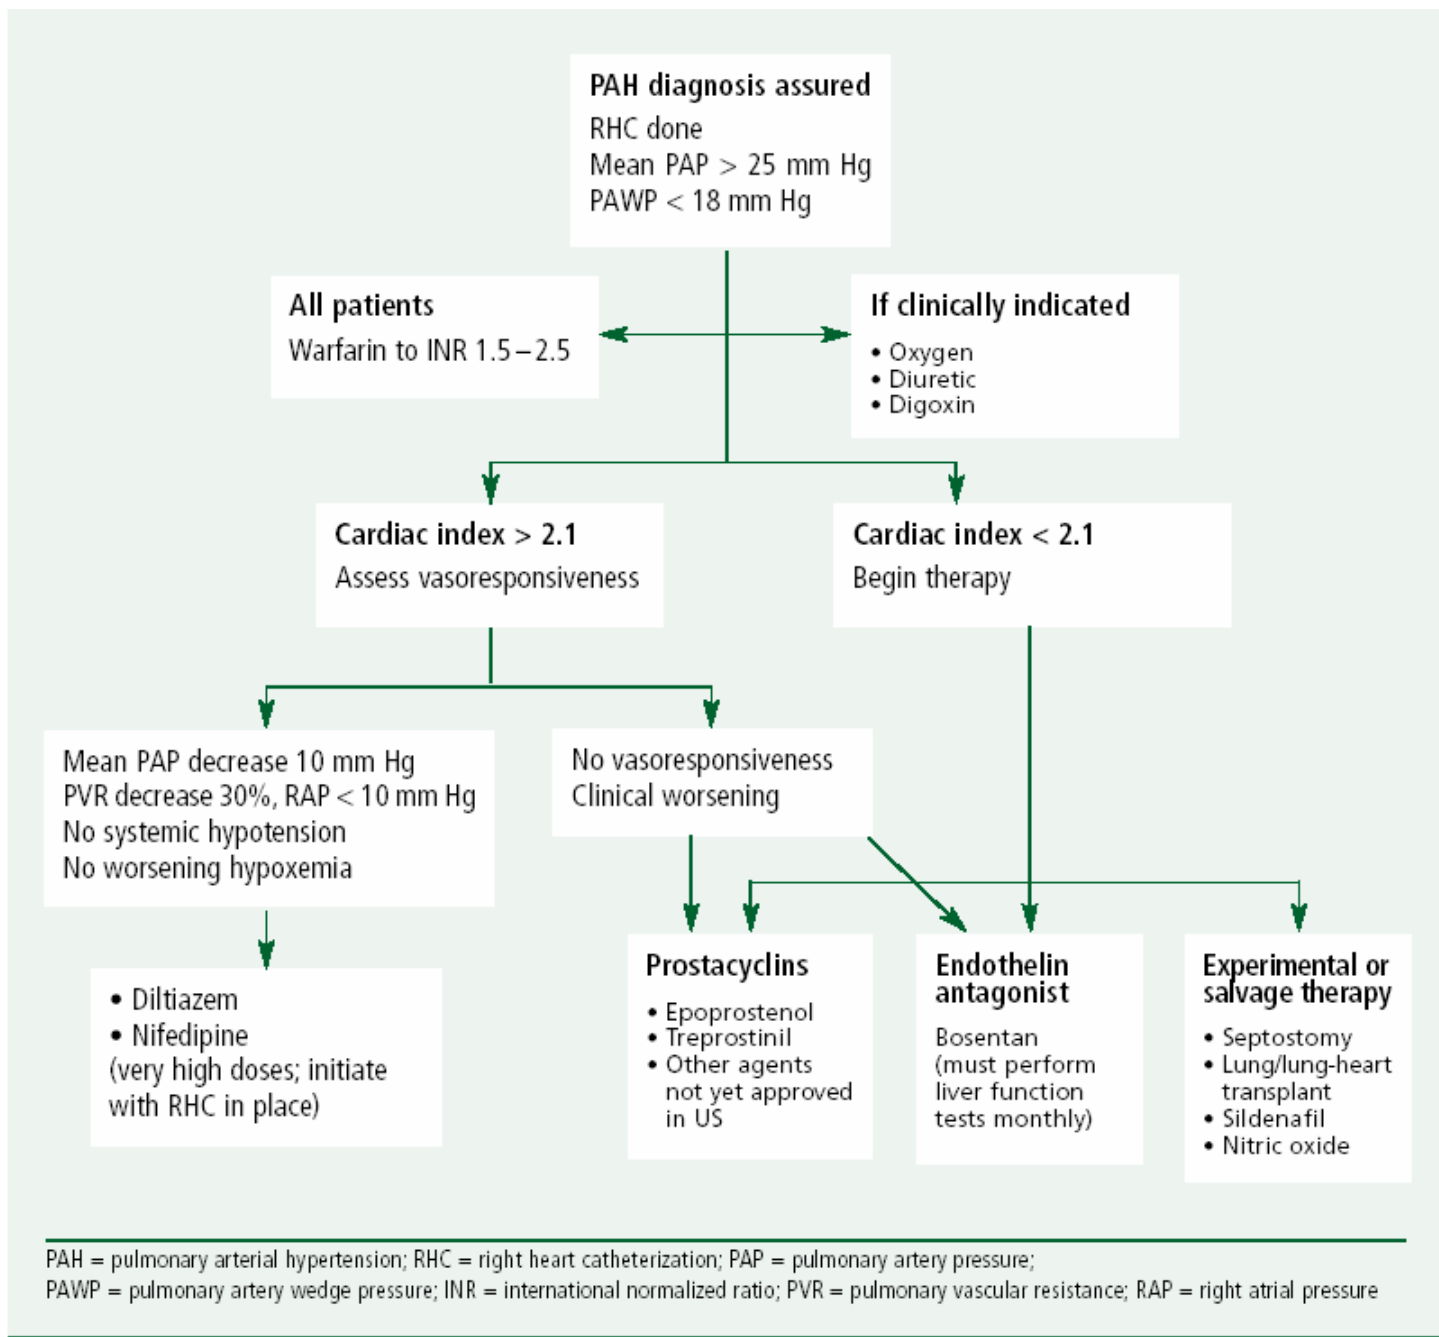 PAH diagnosis assured
RHC done
Mean PAP > 25 mm Hg
PAWP < 18 mm Hg
All patients
Warfarin to INR 1.5–2.5
If clinically indicated
• Oxygen
• Diuretic
• Digoxin
Cardiac index > 2.1
Assess vasoresponsiveness
Cardiac index < 2.1
Begin therapy
Mean PAP decrease 10 mm Hg
PVR decrease 30%, RAP < 10 mm Hg
No systemic hypotension
No worsening hypoxemia
No vasoresponsiveness
Clinical worsening
• Diltiazem
• Nifedipine
(very high doses; initiate
with RHC in place)
Prostacyclins
• Epoprostenol
• Treprostinil
• Other agents
not yet approved
in US
Endothelin
antagonist
Bosentan
(must perform
liver function
tests monthly)
Experimental or
salvage therapy
• Septostomy
• Lung/lung-heart
transplant
• Sildenafil
• Nitric oxide
PAH = pulmonary arterial hypertension; RHC = right heart catheterization; PAP = pulmonary artery pressure;
PAWP = pulmonary artery wedge pressure; INR = international normalized ratio; PVR = pulmonary vascular resistance; RAP = right atrial pressure